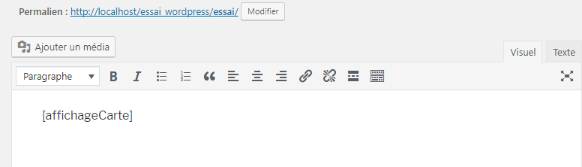 Permalien : http://localhost/essai_wordpress/essai/ Modifier
Ajouter un média
Visuel Texte
Paragraphe B I
[affichageCarte]